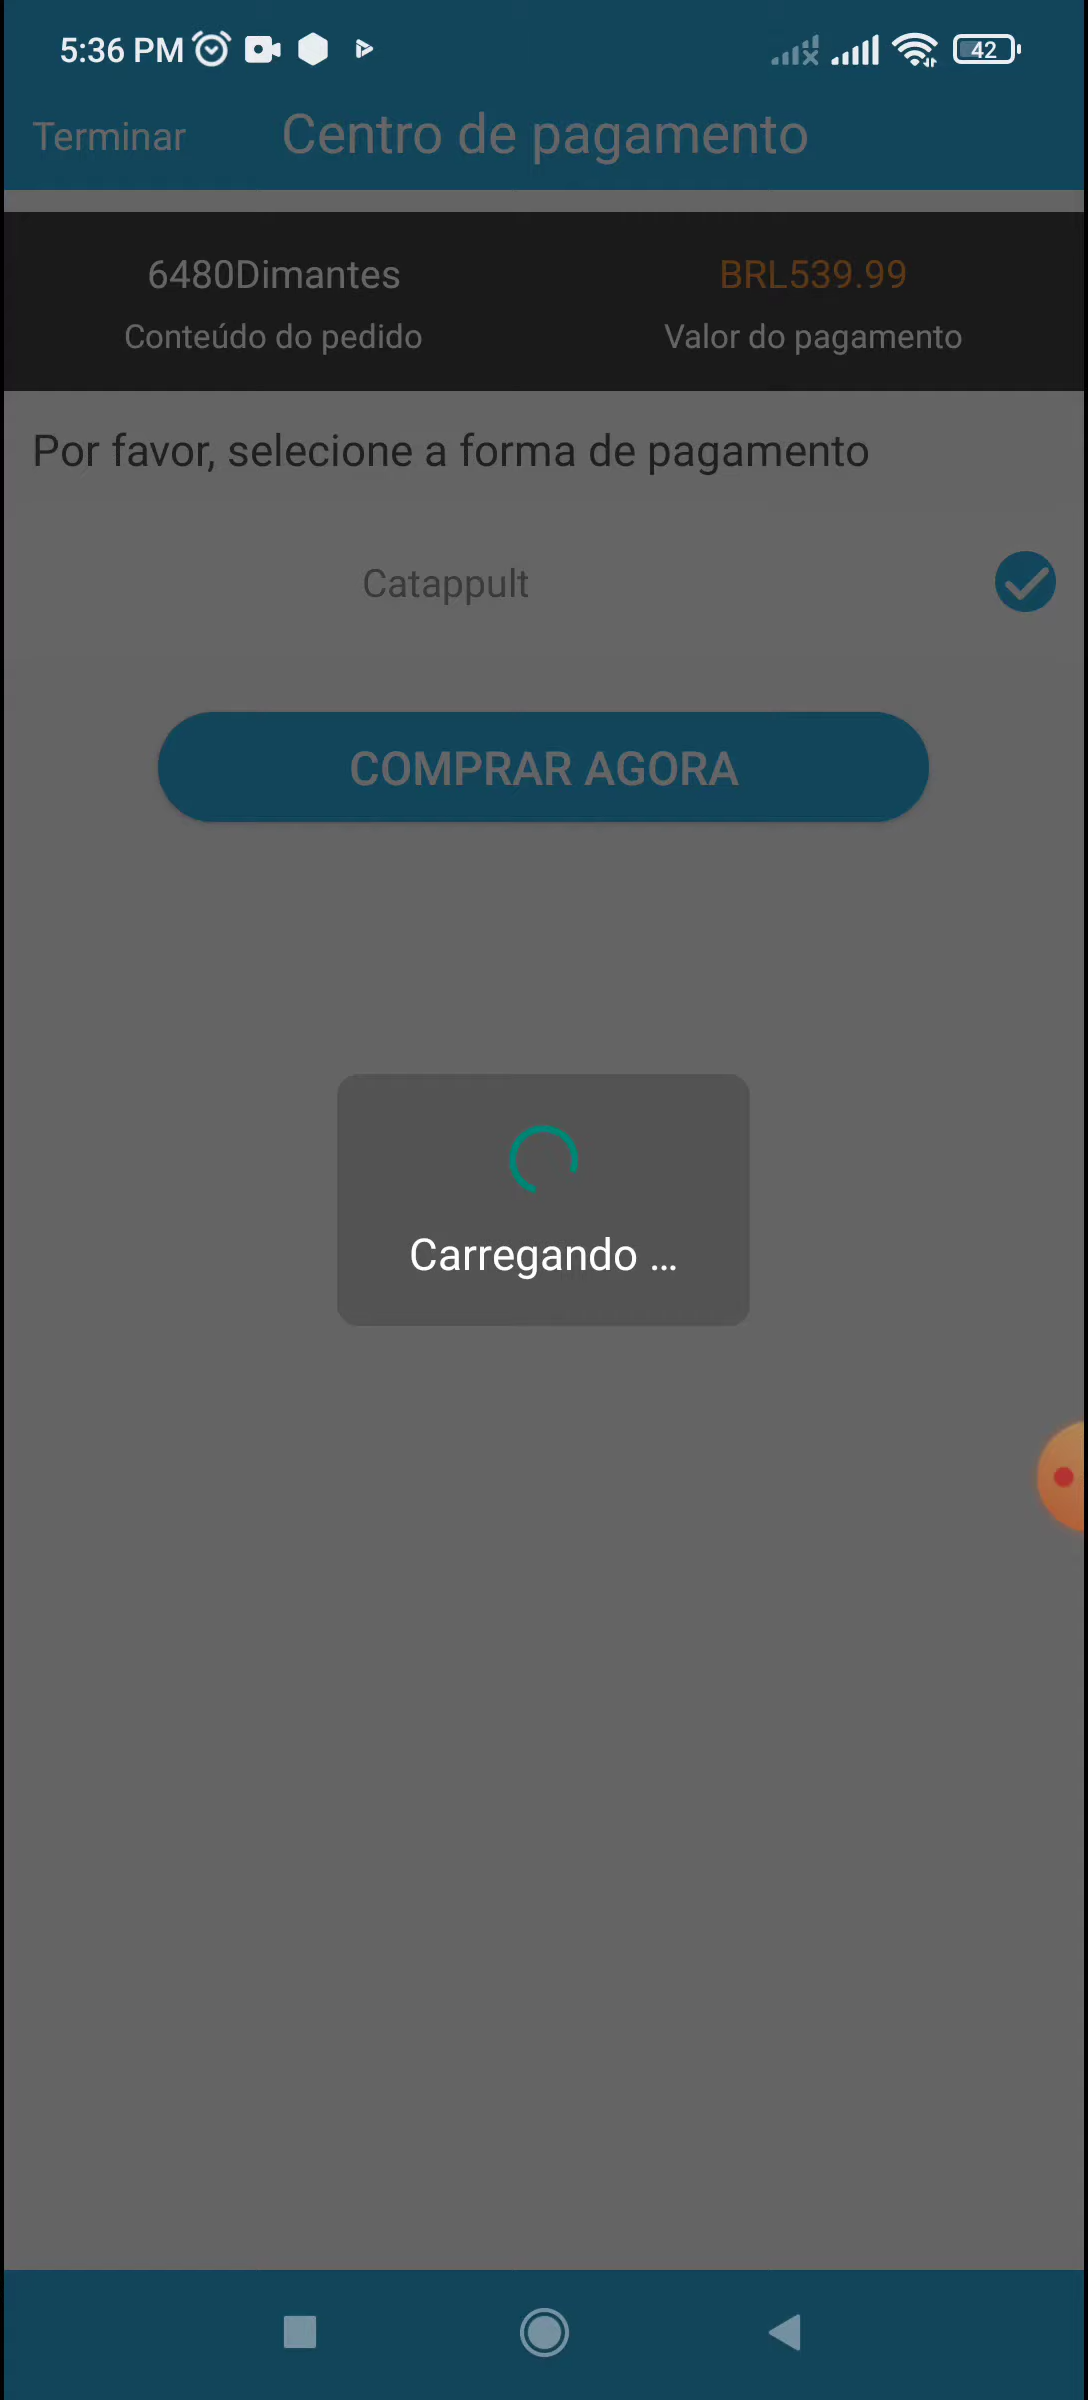 5:36 PM
42
Terminar
Centro de pagamento
6480Dimantes
BRL539.99
Conteúdo do pedido
Valor do pagamento
Por favor, selecione a forma de pagamento
Catappult
COMPRAR AGORA
Carregando ...